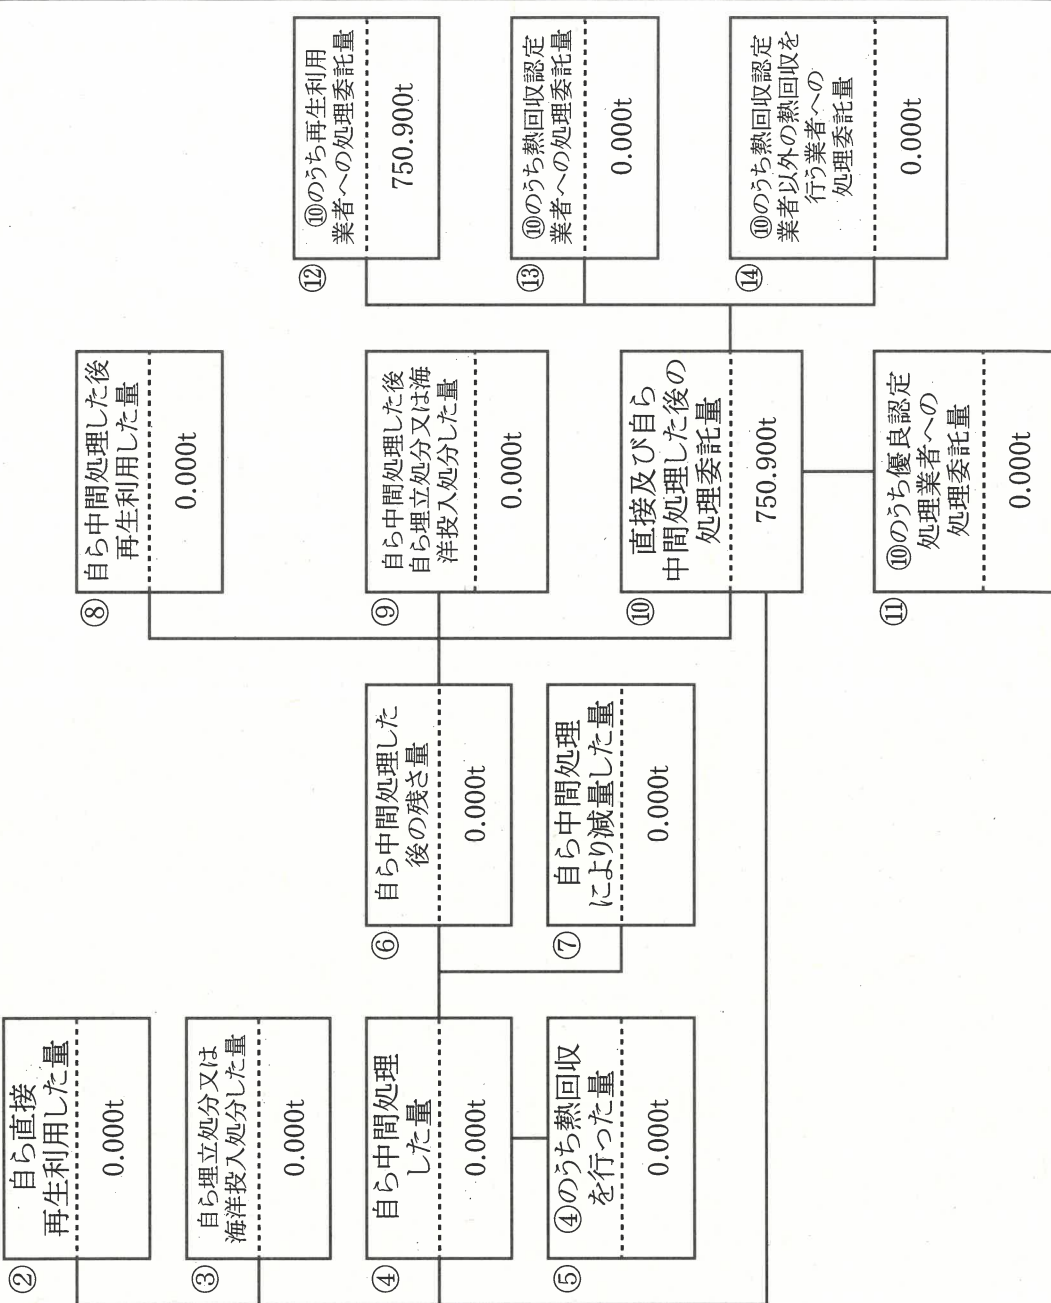 ②
自ら直接
再生利用した量
0.000t
③
自ら埋立処分又は
海洋投入処分した量
0.000t
④
自ら中間処理
した量
0.000t
⑤
④のうち熱回収
を行った量
0.000t
⑥
自ら中間処理した
後の残さ量
0.000t
⑦
自ら中間処理
により減量した量
0.000t
⑧
自ら中間処理した後
再生利用した量
0.000t
⑨
自ら中間処理した後
自ら埋立処分又は海
洋投入処分した量
0.000t
⑩
直接及び自ら
中間処理した後の
処理委託量
750.900t
⑪
⑩のうち優良認定
処理業者への
処理委託量
0.000t
⑫
⑩のうち再生利用
業者への処理委託量
750.900t
⑬
⑩のうち熱回収認定
業者への処理委託量
0.000t
⑭
⑩のうち熱回収認定
業者以外の熱回収を
行う業者への
処理委託量
0.000t